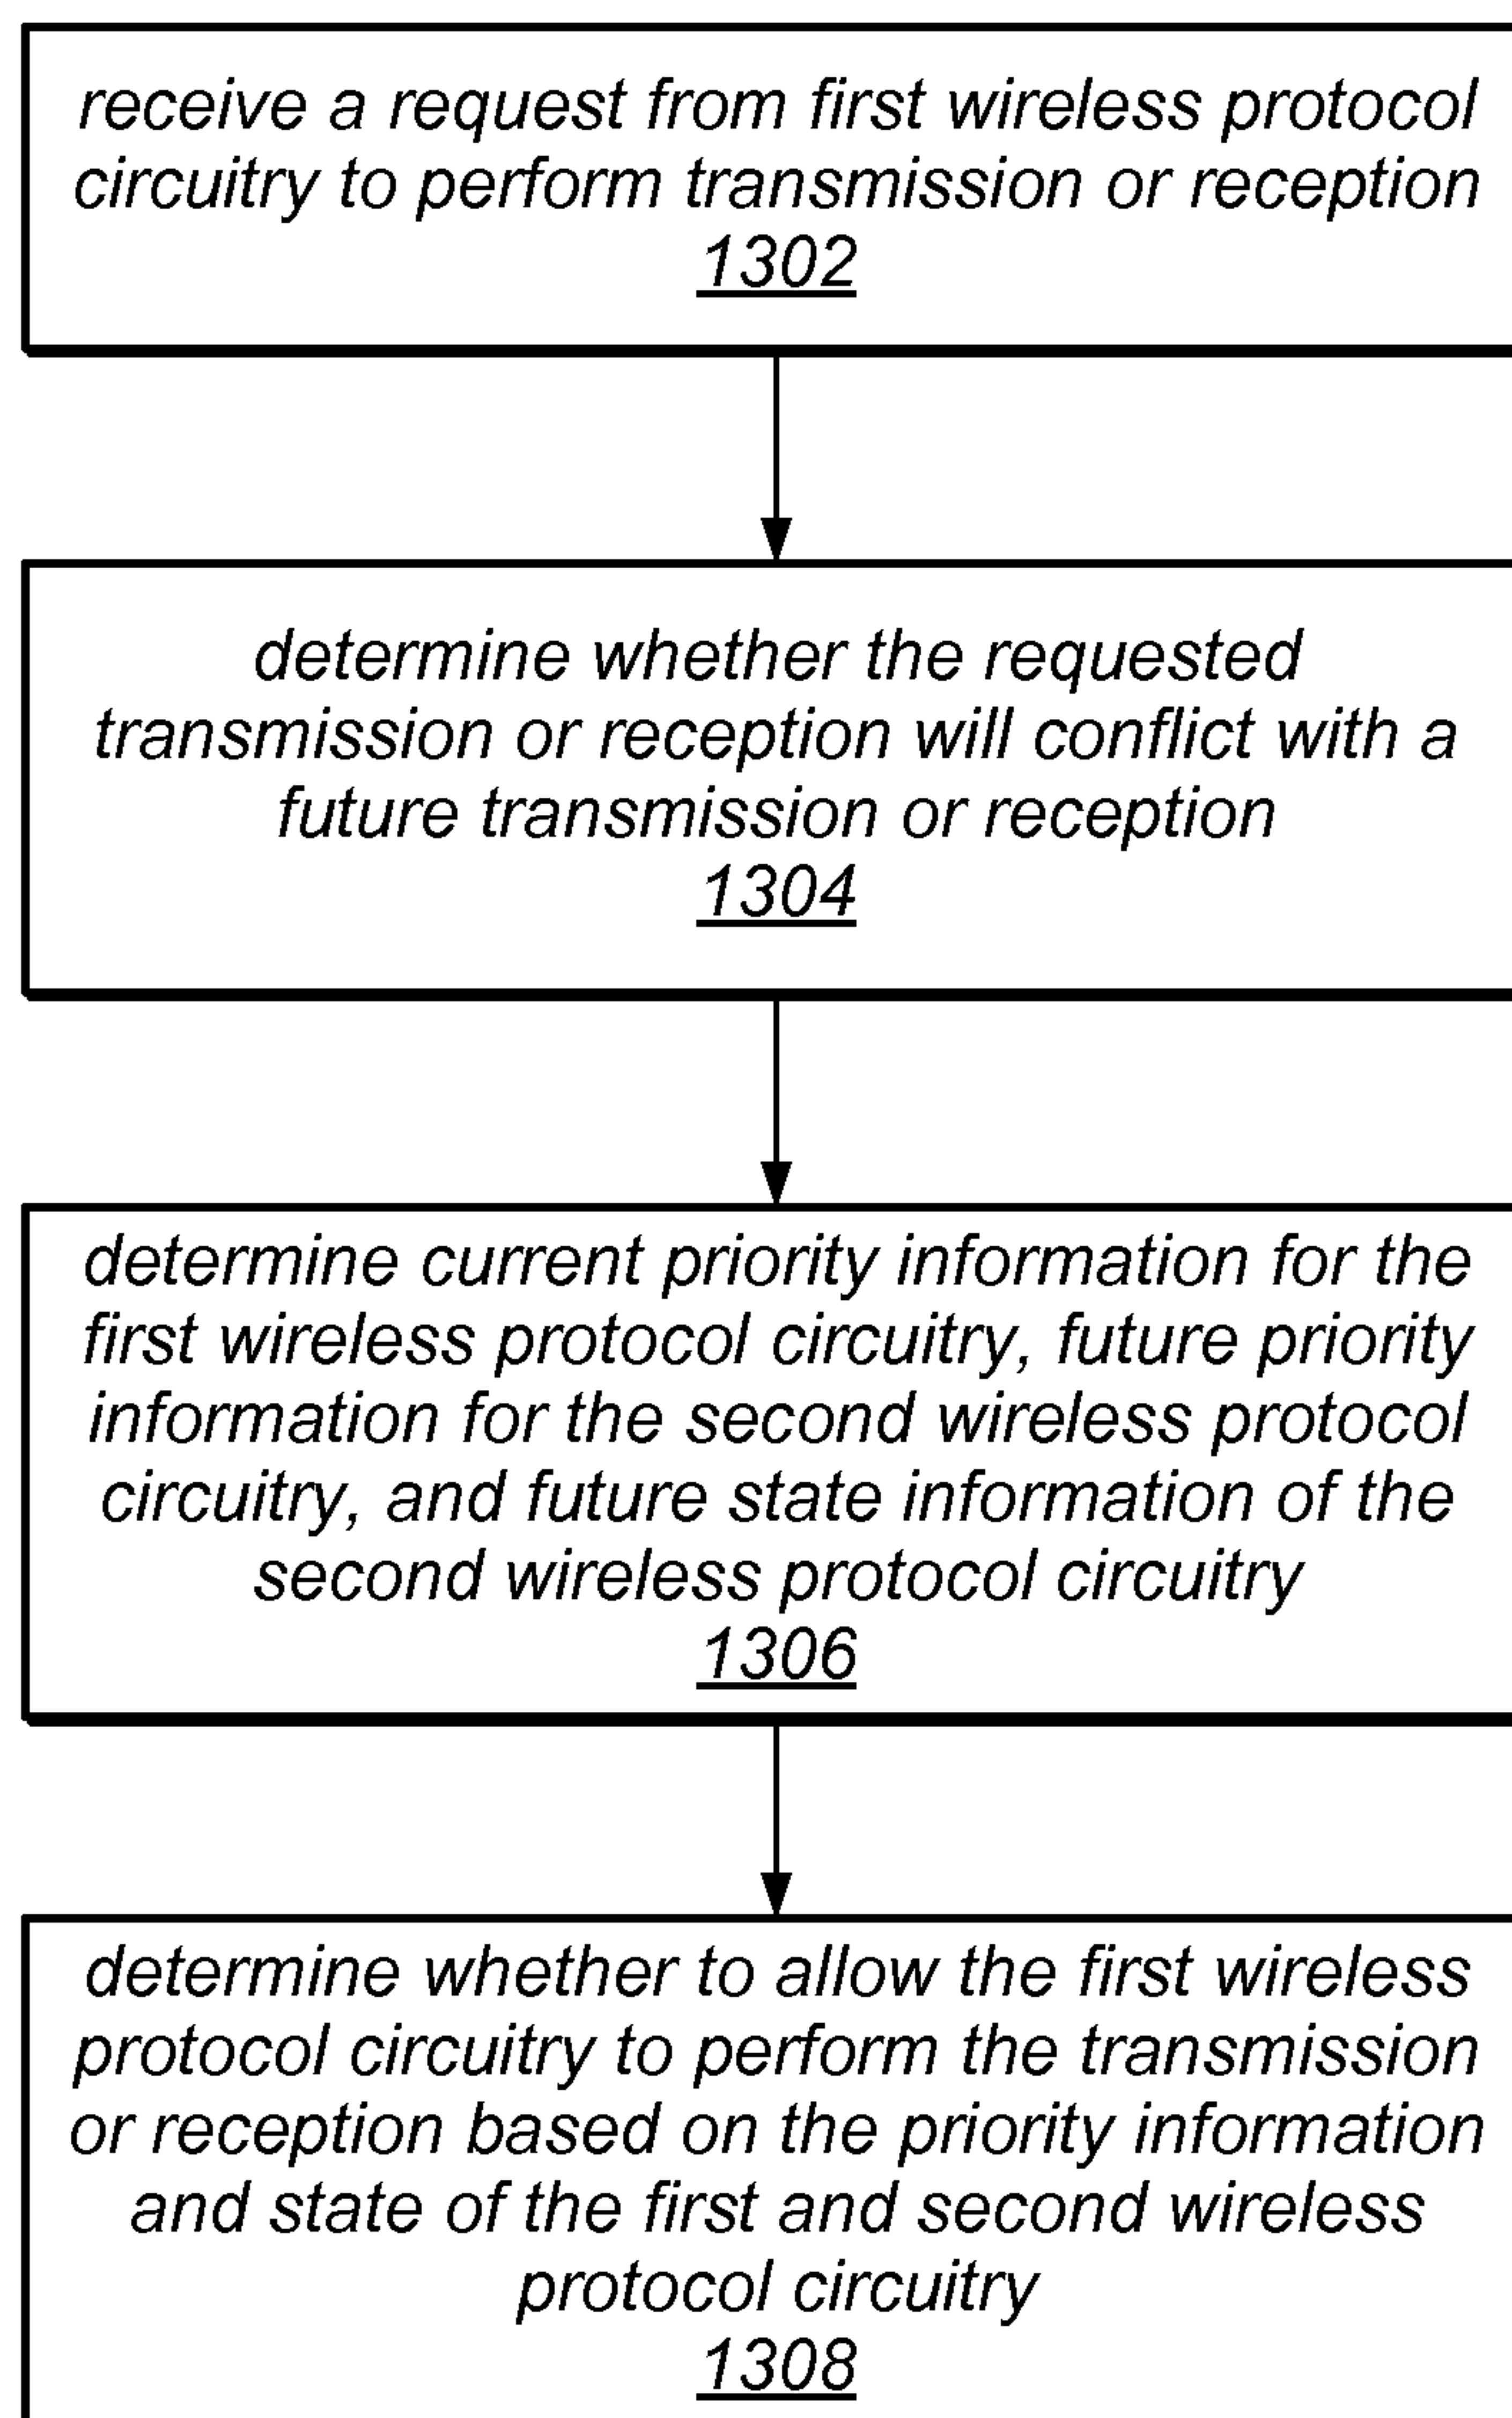 receive a request from first wireless protocol
circuitry to perform transmission or reception
1302
determine whether the requested
transmission or reception will conflict with a
future transmission or reception
1304
determine current priority information for the
first wireless protocol circuitry, future priority
information for the second wireless protocol
circuitry, and future state information of the
second wireless protocol circuitry
1306
determine whether to allow the first wireless
protocol circuitry to perform the transmission
or reception based on the priority information
and state of the first and second wireless
protocol circuitry
1308